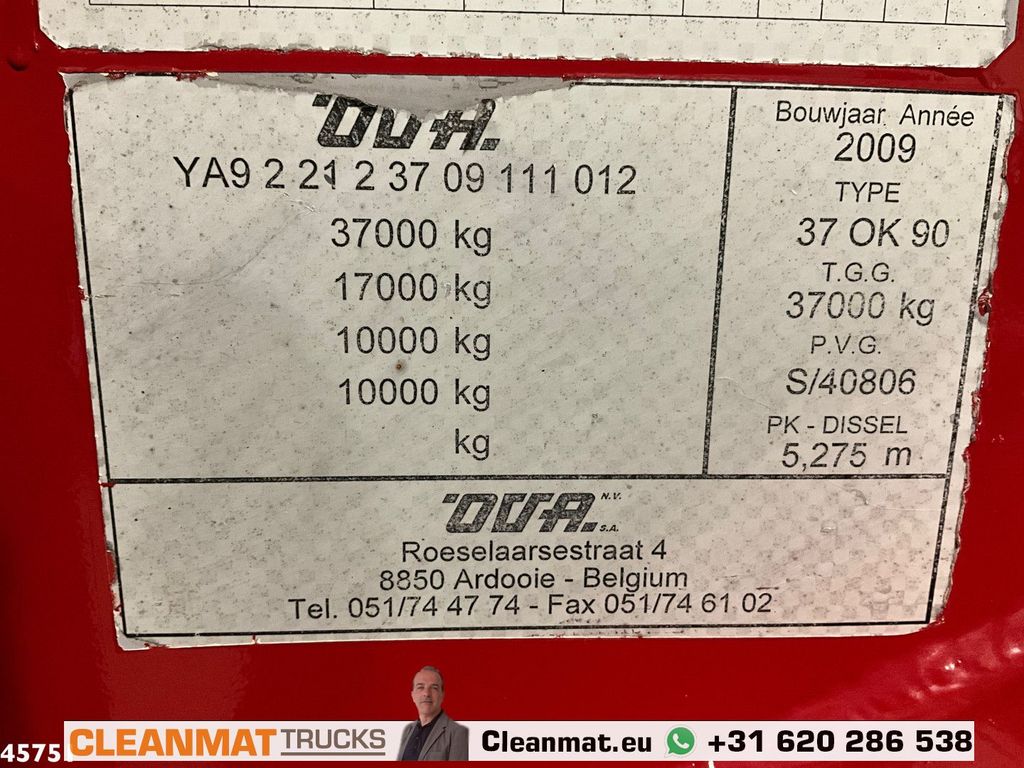 OVA.
YA9 2 21 2 37 09 111 012
37000 kg
17000 kg
10000 kg
10000 kg
kg
Bouwjaar Année
2009
TYPE
37 OK 90
T.G.G.
37000 kg
P.V.G.
S/40806
PK - DISSEL
5,275 m
OVA. N.V. S.A.
Roeselaarsestraat 4
8850 Ardooie - Belgium
Tel. 051/74 47 74 - Fax 051/74 61 02
CLEANMAT TRUCKS
Cleanmat.eu +31 620 286 538